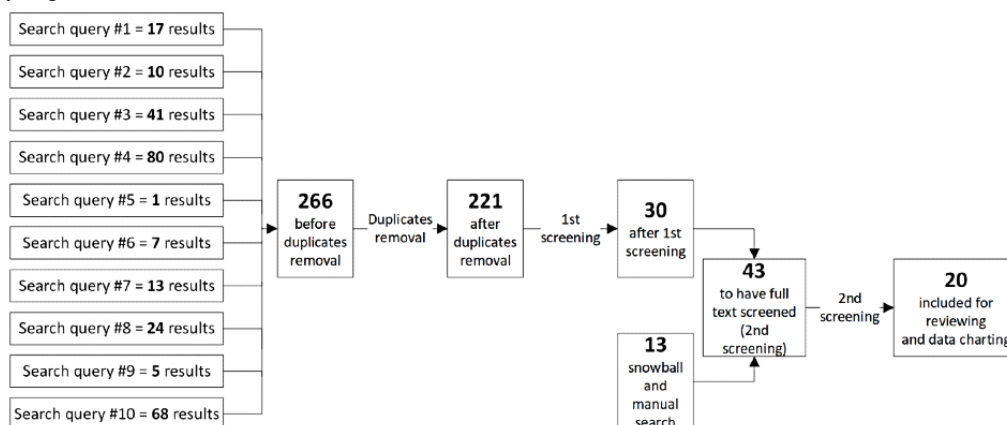 Search query #1 = 17 results
Search query #2 = 10 results
Search query #3 = 41 results
Search query #4 = 80 results
Search query #5 = 1 results
Search query #6 = 7 results
Search query #7 = 13 results
Search query #8 = 24 results
Search query #9 = 5 results
Search query #10 = 68 results
266
before
duplicates
removal
Duplicates
removal
221
after
duplicates
removal
1st
screening
30
after 1st
screening
13
snowball
and
manual
search
43
to have full
text screened
(2nd
screening)
2nd
screening
20
included for
reviewing
and data charting